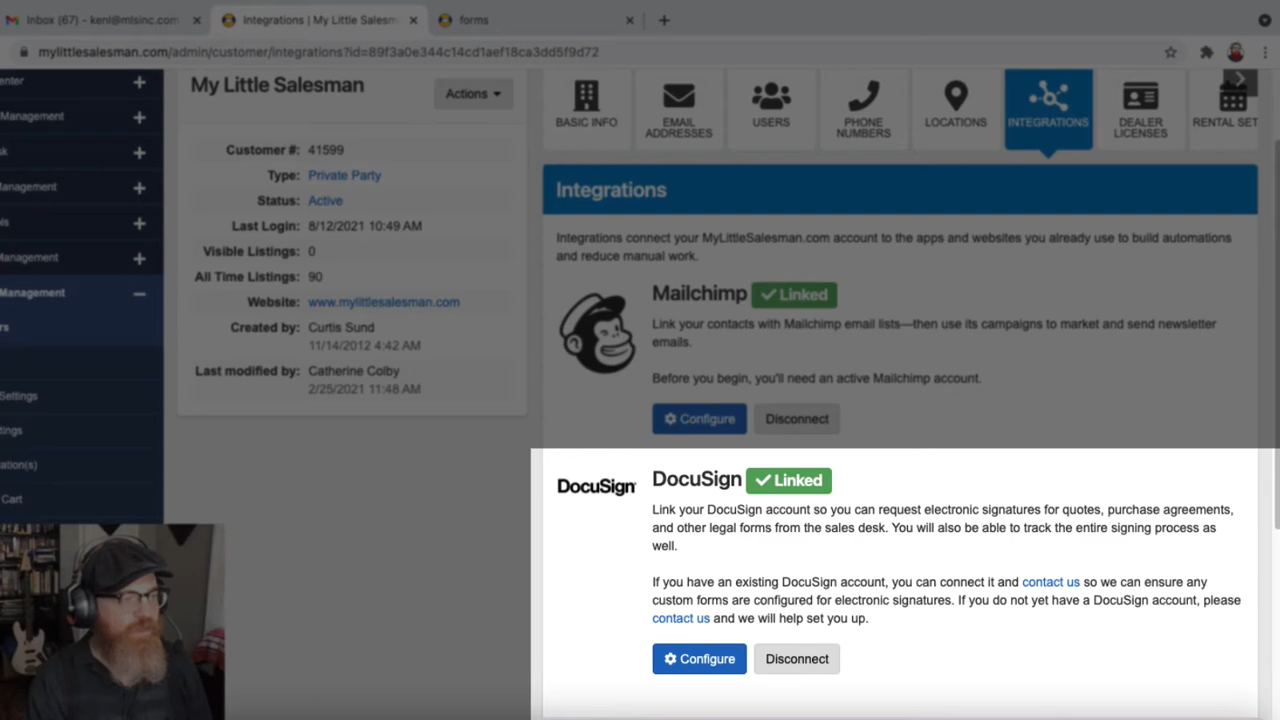 Inbox (67) - kenl@mlsinc.com
Integrations | My Little Salesm
forms
mylittlesalesman.com/admin/customer/integrations?id=89f3a0e344c14cd1aef18ca3dd5f9d72
enter
Management
sk
Management
ols
Management
Management
rs
Settings
tings
ation(s)
Cart
My Little Salesman
Actions
Customer #: 41599
Type: Private Party
Status: Active
Last Login: 8/12/2021 10:49 AM
Visible Listings: 0
All Time Listings: 90
Website: www.mylittlesalesman.com
Created by: Curtis Sund
11/14/2012 4:42 AM
Last modified by: Catherine Colby
2/25/2021 11:48 AM
BASIC INFO
EMAIL
ADDRESSES
USERS
PHONE
NUMBERS
LOCATIONS
INTEGRATIONS
DEALER
LICENSES
RENTAL SET
Integrations
Integrations connect your MyLittleSalesman.com account to the apps and websites you already use to build automations
and reduce manual work.
Mailchimp Linked
Link your contacts with Mailchimp email lists—then use its campaigns to market and send newsletter
emails.
Before you begin, you'll need an active Mailchimp account.
Configure Disconnect
DocuSign
DocuSign Linked
Link your DocuSign account so you can request electronic signatures for quotes, purchase agreements,
and other legal forms from the sales desk. You will also be able to track the entire signing process as
well.
If you have an existing DocuSign account, you can connect it and contact us so we can ensure any
custom forms are configured for electronic signatures. If you do not yet have a DocuSign account, please
contact us and we will help set you up.
Configure Disconnect